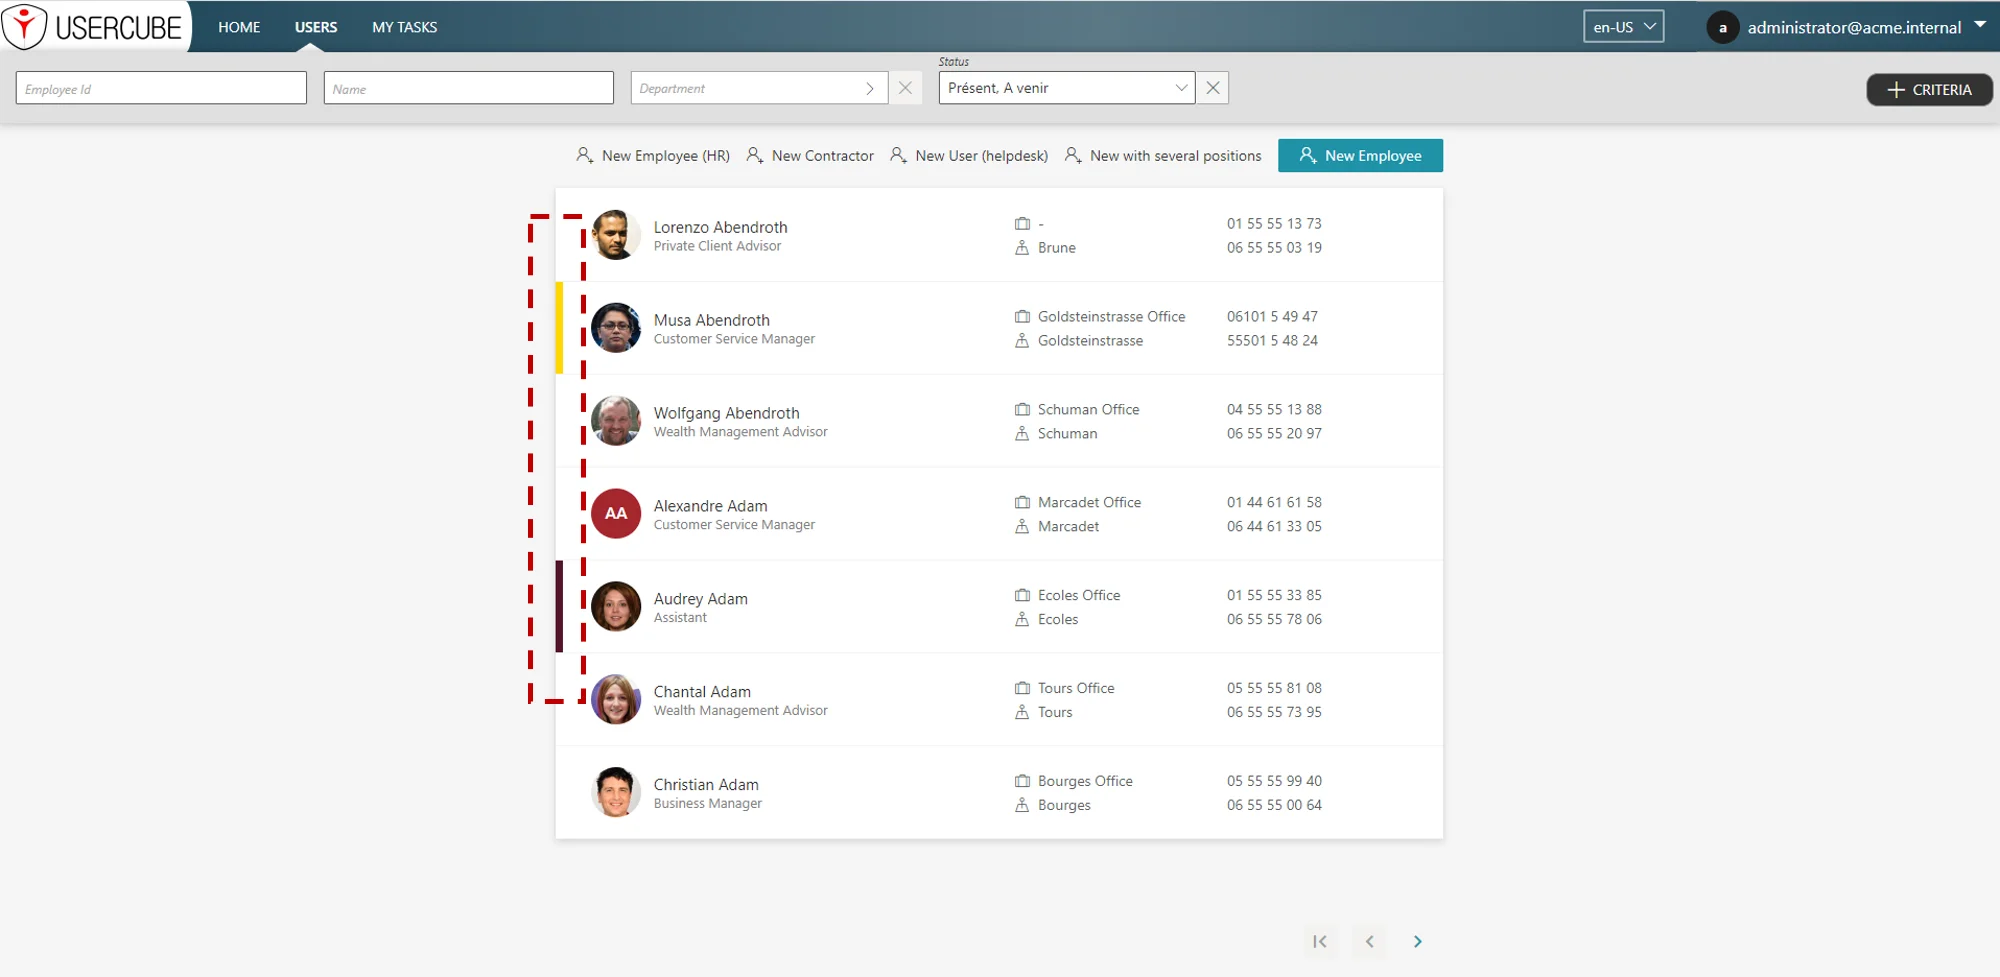 USERCUBE
HOME
USERS
MY TASKS
en-US
a
administrator@acme.internal
Employee Id
Name
Department
Status
Présent, A venir
CRITERIA
New Employee (HR)
New Contractor
New User (helpdesk)
New with several positions
New Employee
Lorenzo Abendroth
Private Client Advisor
-
Brune
01 55 55 13 73
06 55 55 03 19
Musa Abendroth
Customer Service Manager
Goldsteinstrasse Office
Goldsteinstrasse
06101 5 49 47
55501 5 48 24
Wolfgang Abendroth
Wealth Management Advisor
Schuman Office
Schuman
04 55 55 13 88
06 55 55 20 97
AA
Alexandre Adam
Customer Service Manager
Marcadet Office
Marcadet
01 44 61 61 58
06 44 61 33 05
Audrey Adam
Assistant
Ecoles Office
Ecoles
01 55 55 33 85
06 55 55 78 06
Chantal Adam
Wealth Management Advisor
Tours Office
Tours
05 55 55 81 08
06 55 55 73 95
Christian Adam
Business Manager
Bourges Office
Bourges
05 55 55 99 40
06 55 55 00 64